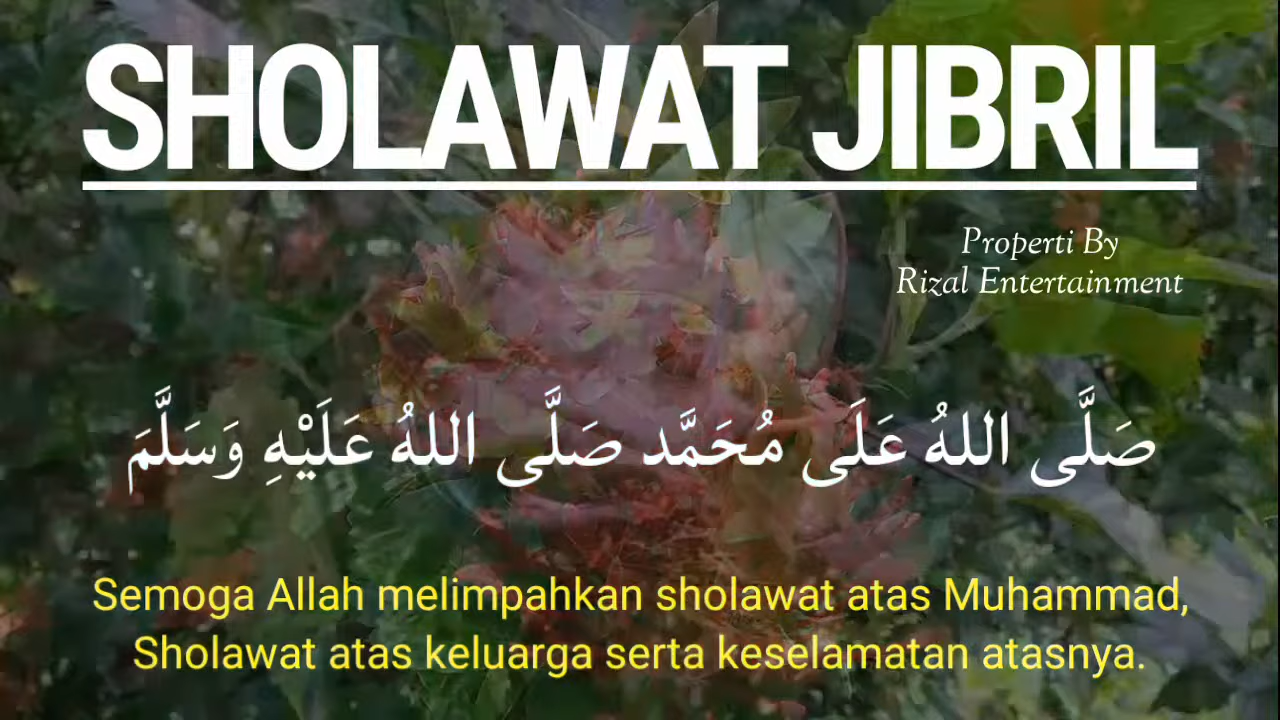 SHOLAWAT JIBRIL
Properti By
Rizal Entertainment
صَلَّى اللهُ عَلَى مُحَمَّد صَلَّى اللهُ عَلَيْهِ وَسَلَّمَ
Semoga Allah melimpahkan sholawat atas Muhammad,
Sholawat atas keluarga serta keselamatan atasnya.